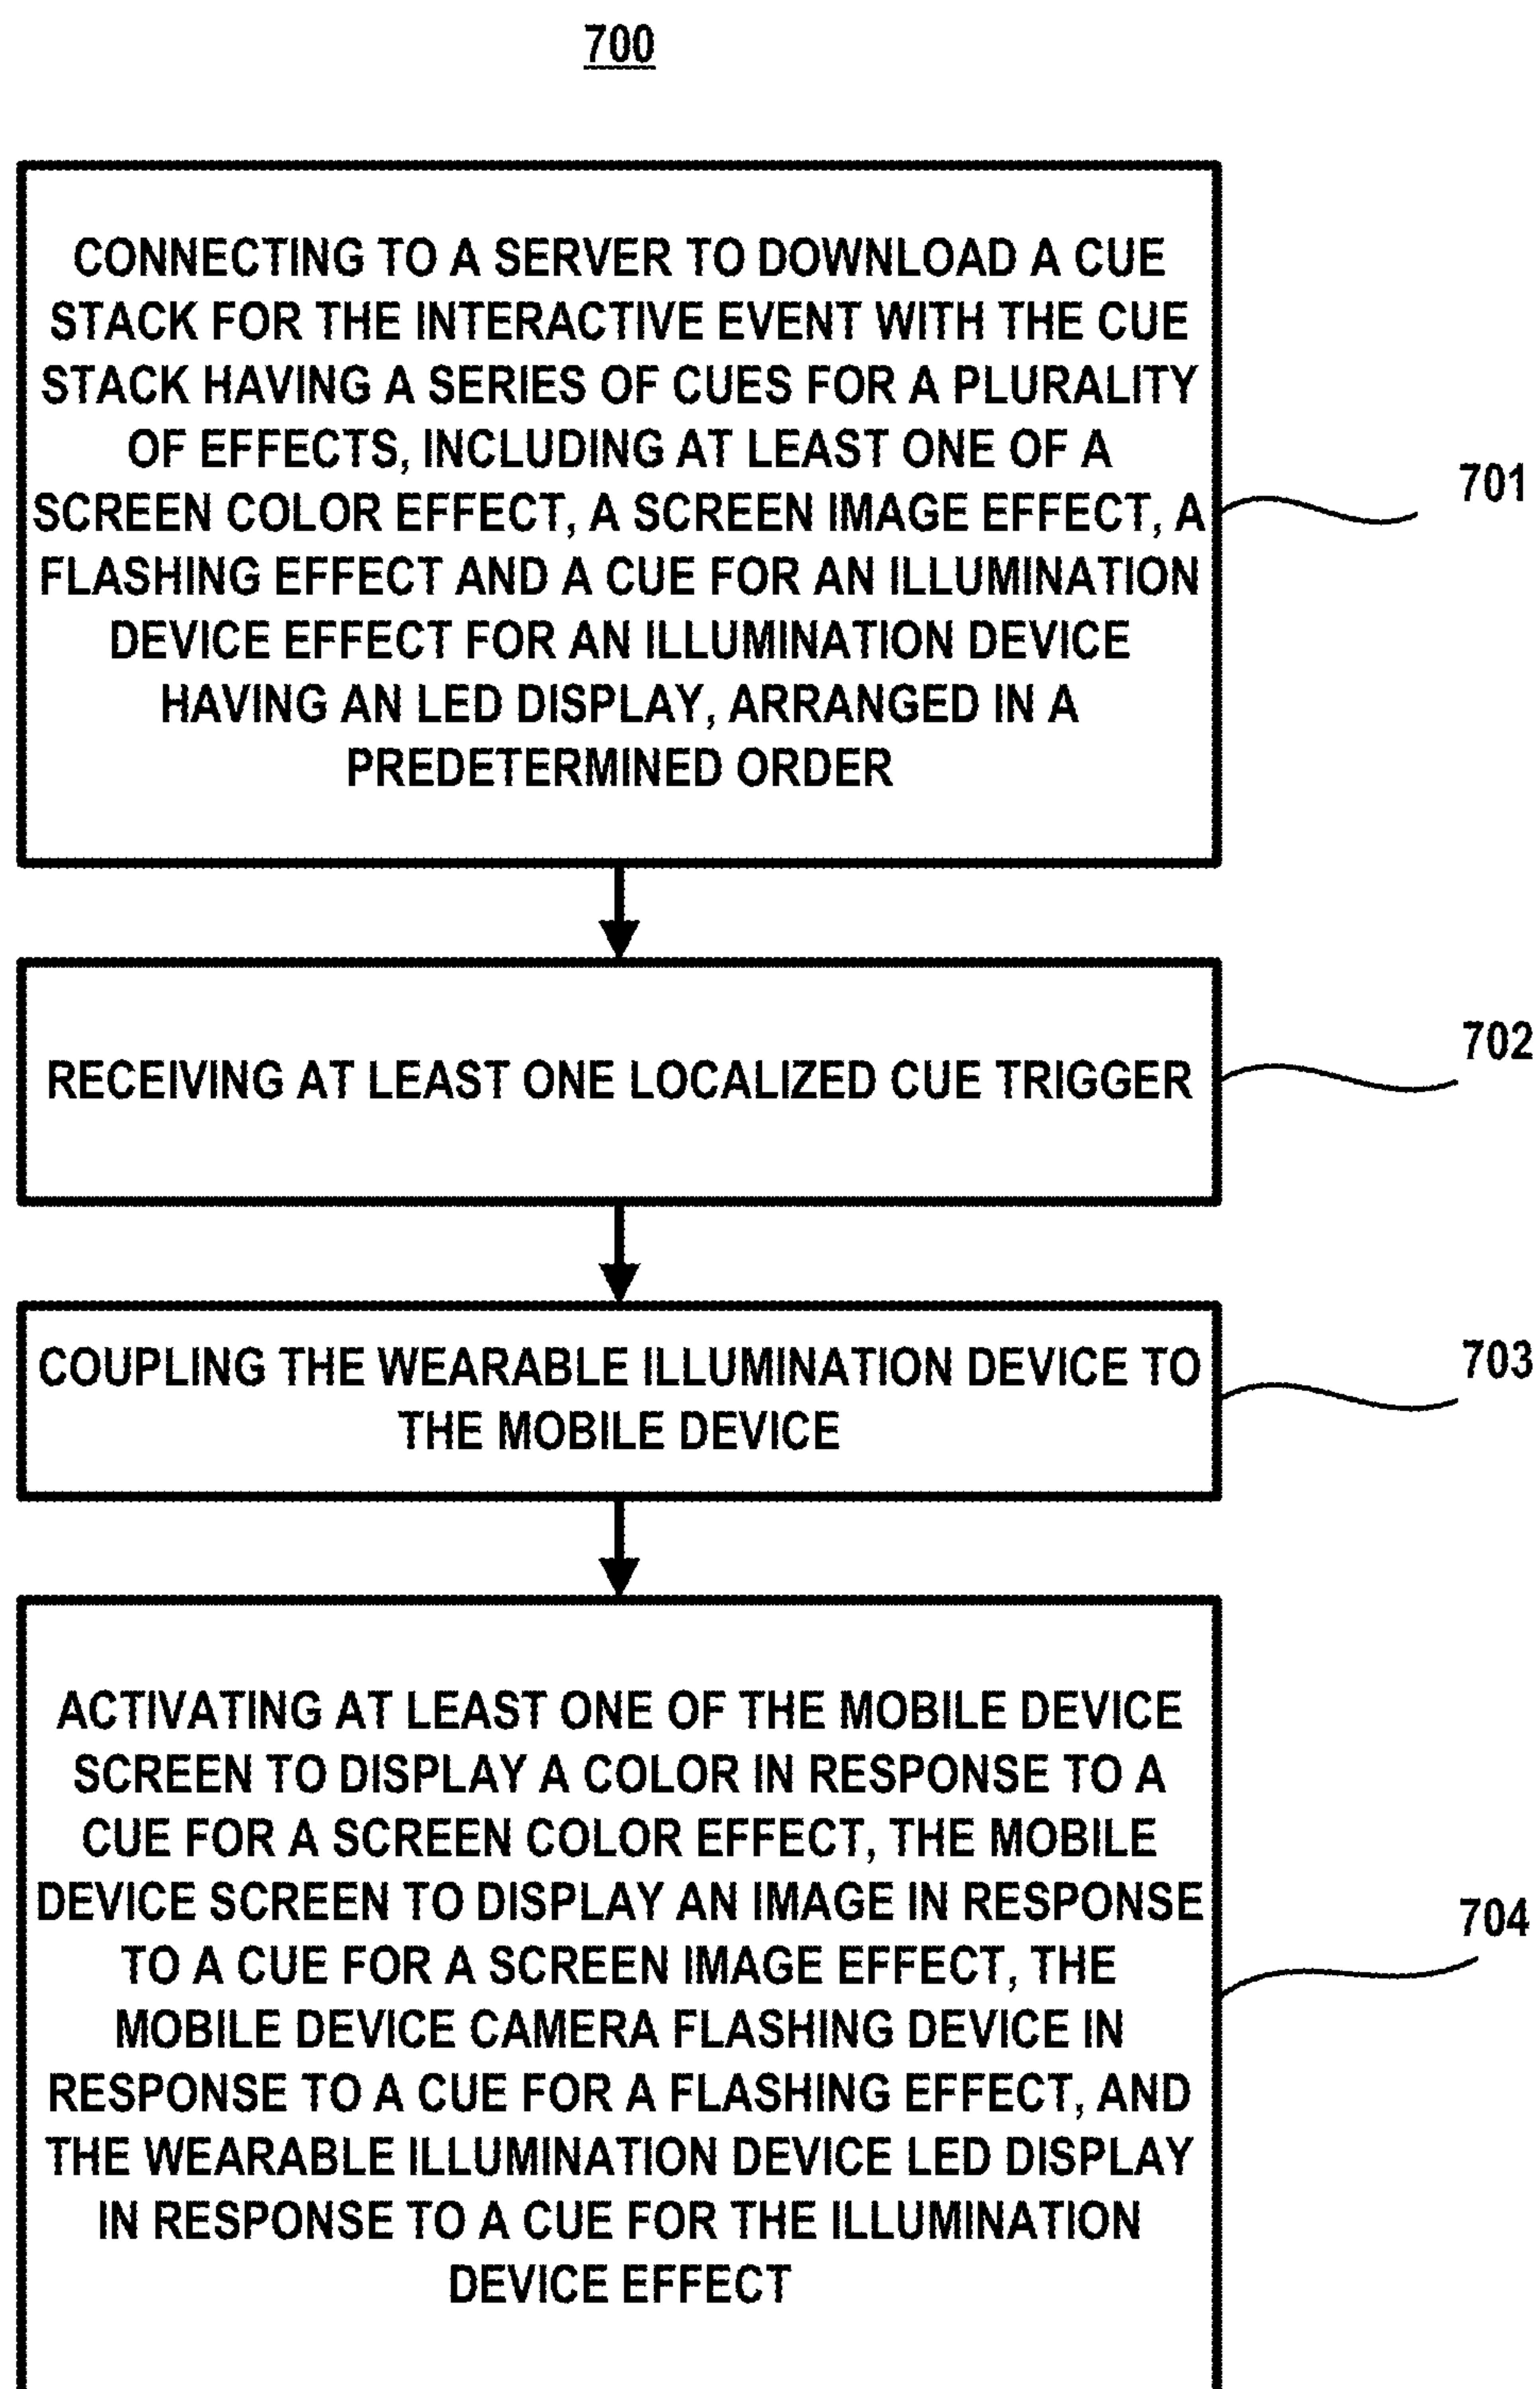 700
CONNECTING TO A SERVER TO DOWNLOAD A CUE
STACK FOR THE INTERACTIVE EVENT WITH THE CUE
STACK HAVING A SERIES OF CUES FOR A PLURALITY
OF EFFECTS, INCLUDING AT LEAST ONE OF A
SCREEN COLOR EFFECT, A SCREEN IMAGE EFFECT, A
FLASHING EFFECT AND A CUE FOR AN ILLUMINATION
DEVICE EFFECT FOR AN ILLUMINATION DEVICE
HAVING AN LED DISPLAY, ARRANGED IN A
PREDETERMINED ORDER
701
RECEIVING AT LEAST ONE LOCALIZED CUE TRIGGER
702
COUPLING THE WEARABLE ILLUMINATION DEVICE TO
THE MOBILE DEVICE
703
ACTIVATING AT LEAST ONE OF THE MOBILE DEVICE
SCREEN TO DISPLAY A COLOR IN RESPONSE TO A
CUE FOR A SCREEN COLOR EFFECT, THE MOBILE
DEVICE SCREEN TO DISPLAY AN IMAGE IN RESPONSE
TO A CUE FOR A SCREEN IMAGE EFFECT, THE
MOBILE DEVICE CAMERA FLASHING DEVICE IN
RESPONSE TO A CUE FOR A FLASHING EFFECT, AND
THE WEARABLE ILLUMINATION DEVICE LED DISPLAY
IN RESPONSE TO A CUE FOR THE ILLUMINATION
DEVICE EFFECT
704